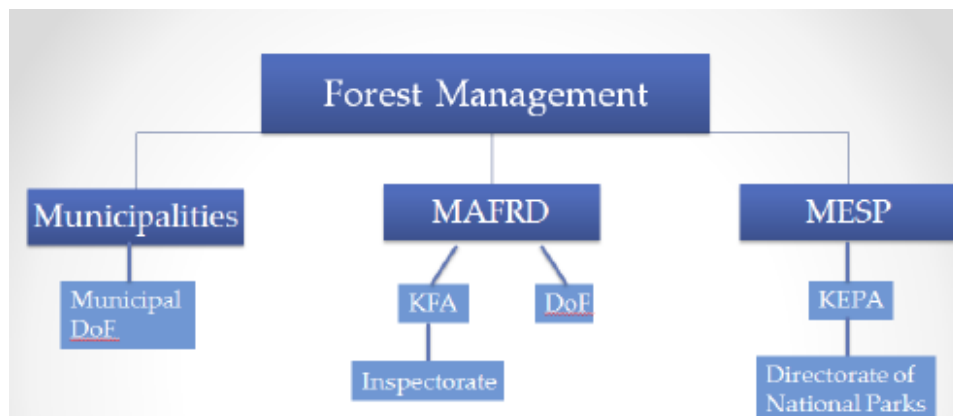 Forest Management
Municipalities
MAFRD
MESP
Municipal
DoF
KFA
DoF
KEPA
Inspectorate
Directorate of
National Parks